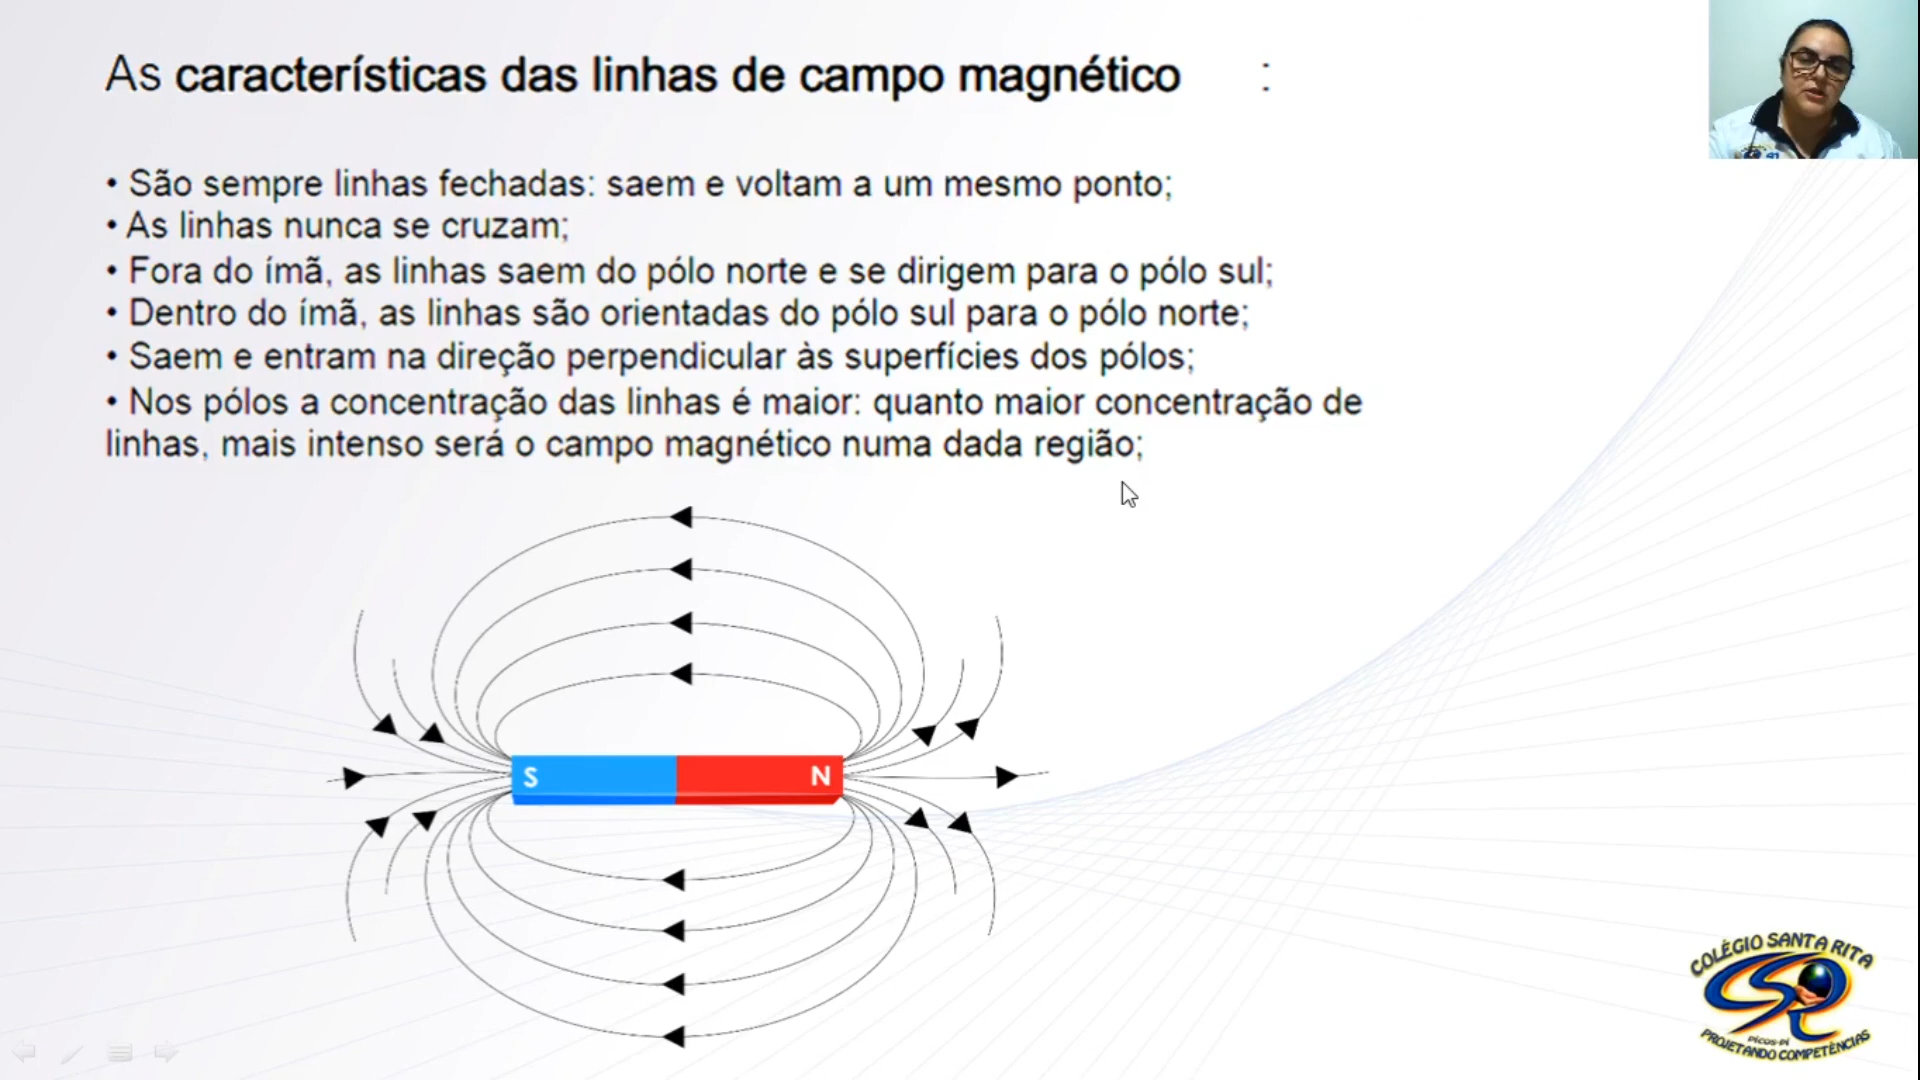 As características das linhas de campo magnético :
• São sempre linhas fechadas: saem e voltam a um mesmo ponto;
• As linhas nunca se cruzam;
• Fora do ímã, as linhas saem do pólo norte e se dirigem para o pólo sul;
• Dentro do ímã, as linhas são orientadas do pólo sul para o pólo norte;
• Saem e entram na direção perpendicular às superfícies dos pólos;
• Nos pólos a concentração das linhas é maior: quanto maior concentração de
linhas, mais intenso será o campo magnético numa dada região;
S N
COLÉGIO SANTA RITA
PICOS-PI
PROJETANDO COMPETÊNCIAS